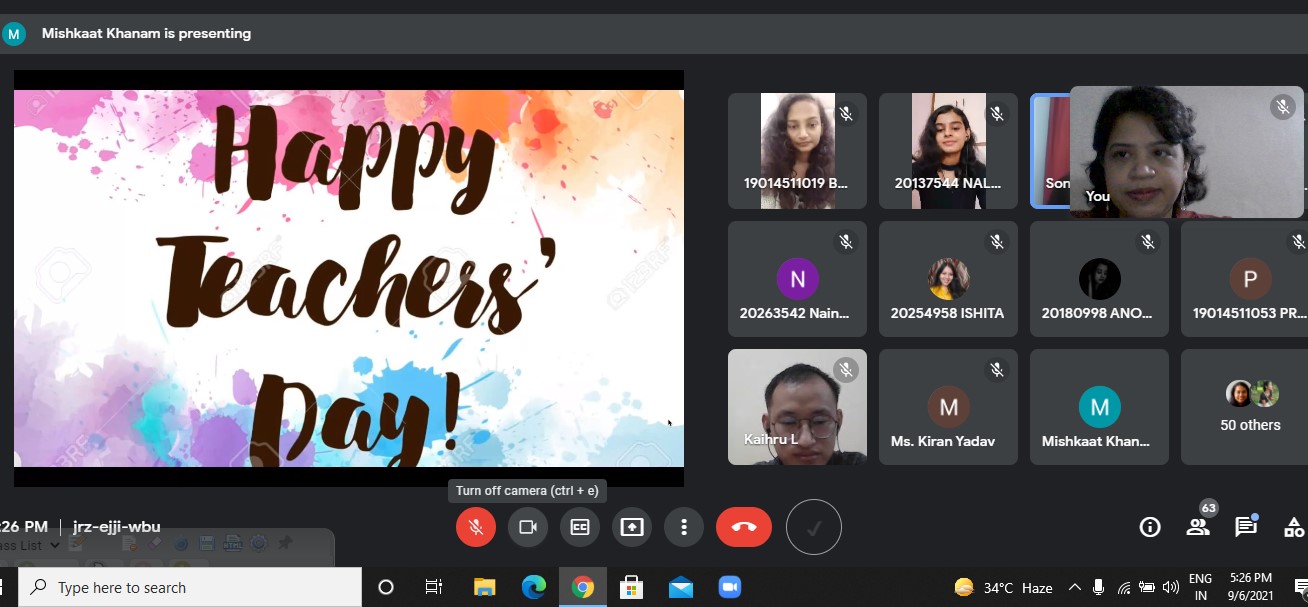 M Mishkaat Khanam is presenting
Happy
Teachers'
Day!
19014511019 B...
20137544 NAL...
Son
You
N
20263542 Nain...
20254958 ISHITA
20180998 ANO...
P
19014511053 PR...
Kaihru L
M
Ms. Kiran Yadav
M
Mishkaat Khan...
50 others
Turn off camera (ctrl + e)
:26 PM | jrz-ejji-wbu
63
ass List
Type here to search
34°C Haze
ENG
IN
5:26 PM
9/6/2021